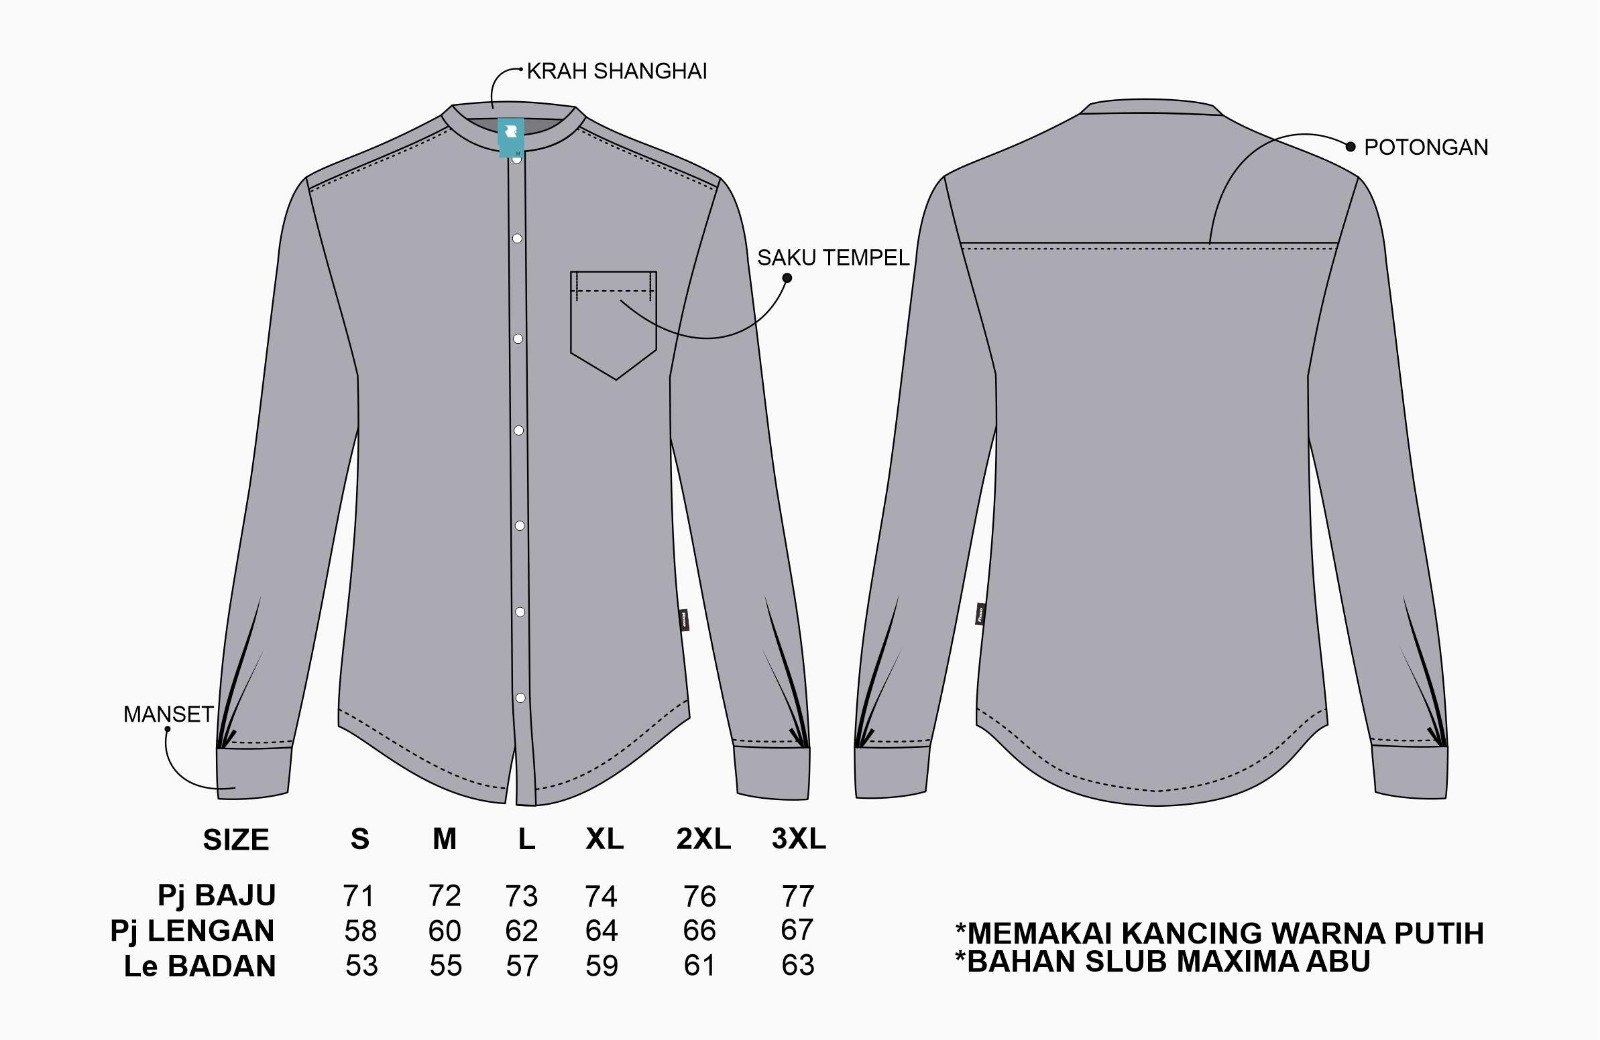 KRAH SHANGHAI
POTONGAN
SAKU TEMPEL
MANSET
SIZE S M L XL 2XL 3XL
Pj BAJU 71 72 73 74 76 77
Pj LENGAN 58 60 62 64 66 67
Le BADAN 53 55 57 59 61 63
*MEMAKAI KANCING WARNA PUTIH
*BAHAN SLUB MAXIMA ABU